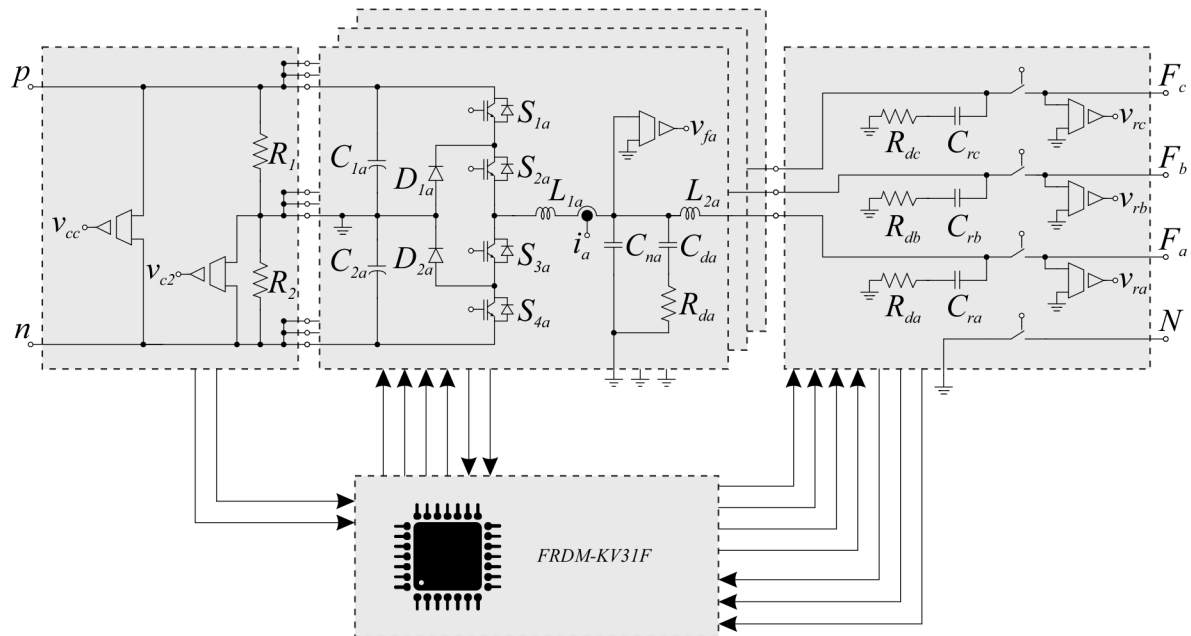 p
n
v_cc
v_c2
R_1
R_2
C_1a
C_2a
D_1a
D_2a
S_1a
S_2a
S_3a
S_4a
L_1a
i_a
v_fa
C_na
C_da
R_da
L_2a
R_dc
C_rc
v_rc
F_c
R_db
C_rb
v_rb
F_b
R_da
C_ra
v_ra
F_a
N
FRDM-KV31F